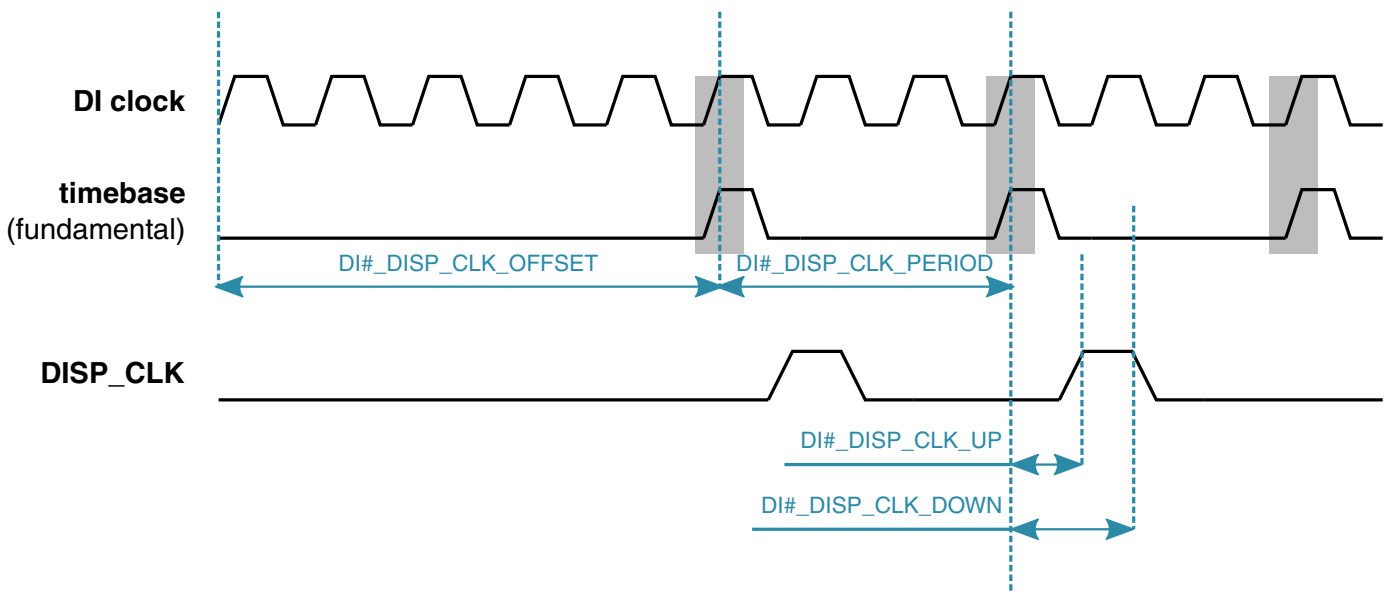 DI clock
timebase
(fundamental)
DI#_DISP_CLK_OFFSET
DI#_DISP_CLK_PERIOD
DISP_CLK
DI#_DISP_CLK_UP
DI#_DISP_CLK_DOWN